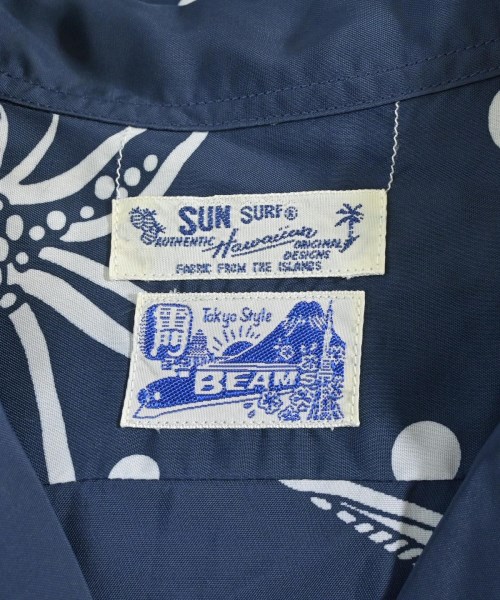 SUN SURF®
AUTHENTIC Hawaiian ORIGINAL
DESIGNS
FABRIC FROM THE ISLANDS
Tokyo Style
BEAMS